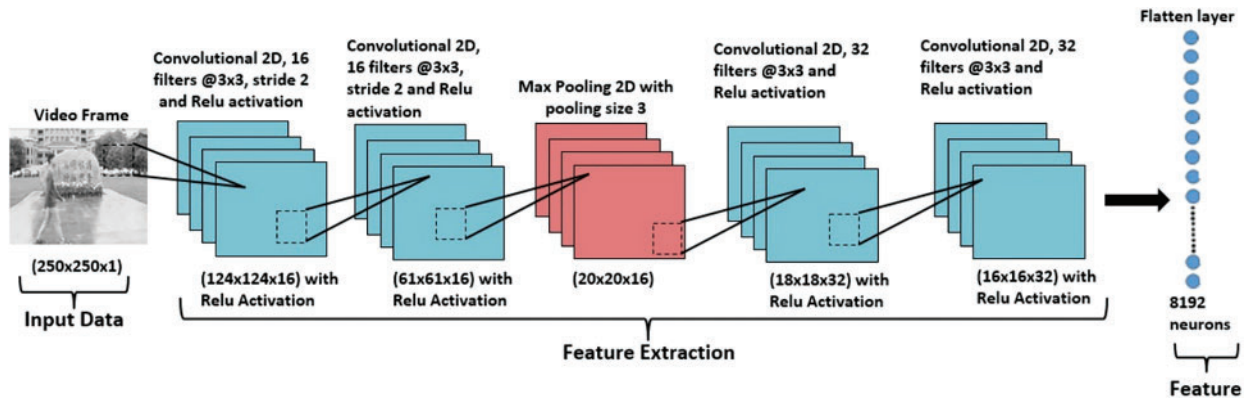 Flatten layer
Convolutional 2D, 16
filters @3x3, stride 2
and Relu activation
Convolutional 2D,
16 filters @3x3,
stride 2 and Relu
activation
Max Pooling 2D with
pooling size 3
Convolutional 2D, 32
filters @3x3 and
Relu activation
Convolutional 2D, 32
filters @3x3 and
Relu activation
Video Frame
(250x250x1)
Input Data
(124x124x16) with
Relu Activation
(61x61x16) with
Relu Activation
(20x20x16)
(18x18x32) with
Relu Activation
(16x16x32) with
Relu Activation
Feature Extraction
8192
neurons
Feature